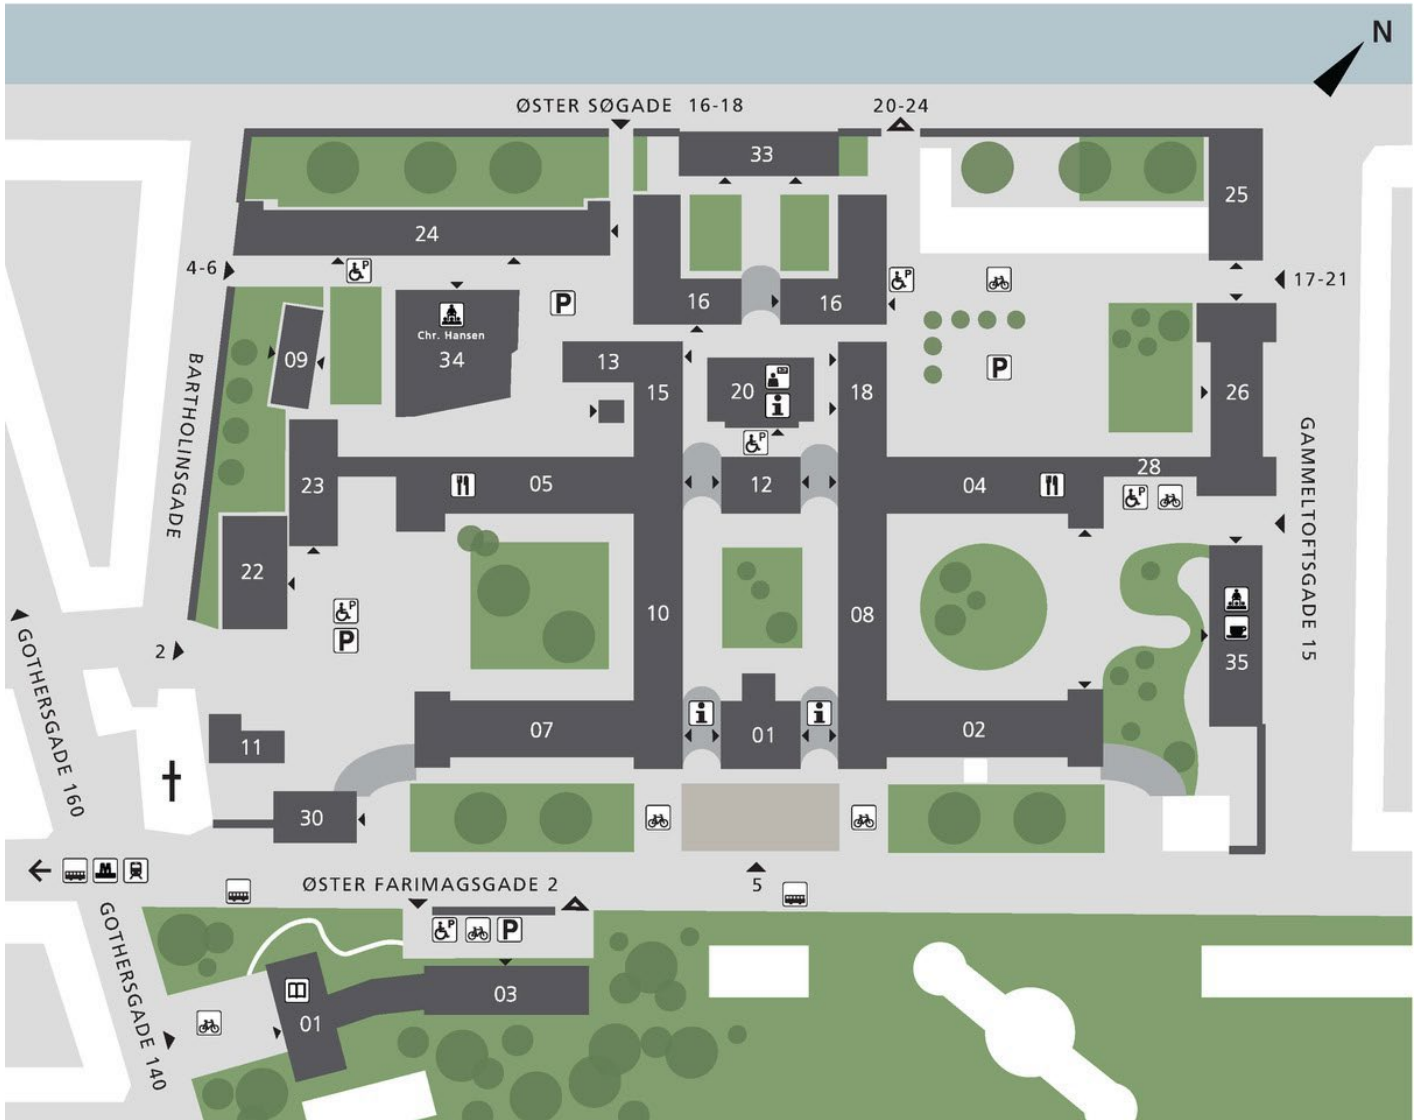 N
ØSTER SØGADE 16-18
20-24
33
25
24
4-6
17-21
16
16
P
P
Chr. Hansen
34
09
13
15
20
18
26
i
P
P
BARTHOLINSGADE
GAMMELTOFTSGADE 15
23
05
12
04
28
P
22
10
08
P
P
35
2
GOTHERSGADE 160
07
i
01
i
02
11
30
M
ØSTER FARIMAGSGADE 2
5
P
P
03
01
GOTHERSGADE 140